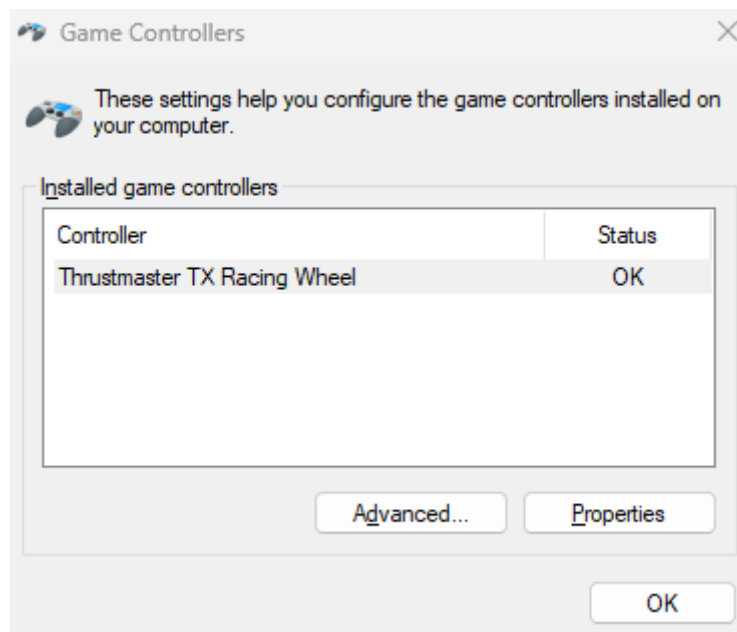 Game Controllers
These settings help you configure the game controllers installed on
your computer.
Installed game controllers
Controller Status
Thrustmaster TX Racing Wheel OK
Advanced... Properties
OK